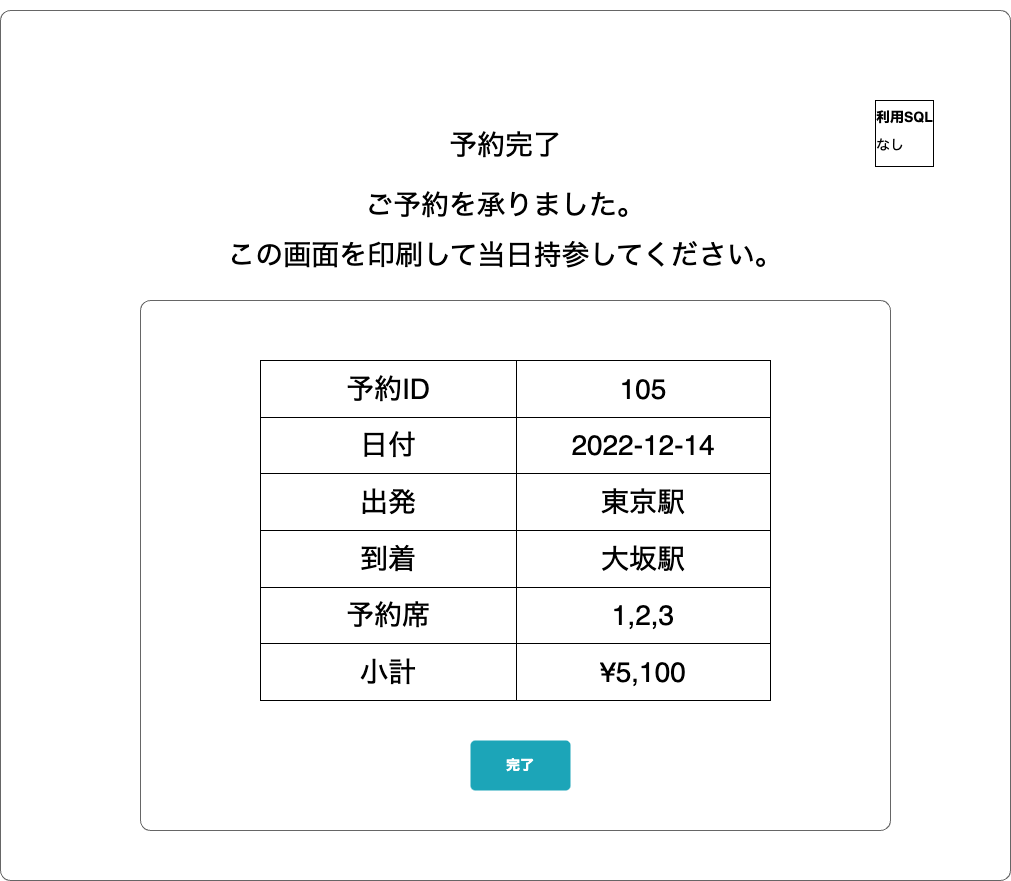 利用SQL
なし
予約完了
ご予約を承りました。
この画面を印刷して当日持参してください。
予約ID 105
日付 2022-12-14
出発 東京駅
到着 大坂駅
予約席 1,2,3
小計 ¥5,100
完了